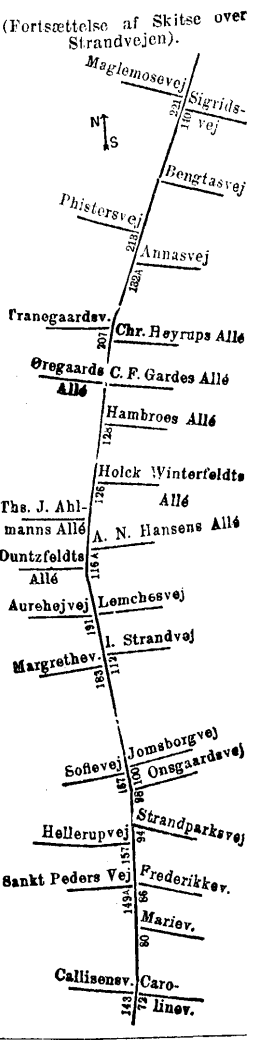 (Fortsættelse af Skitse over
Strandvejen).
Maglemosevej
221
Sigrids-
vej
140
N
S
Bengtasvej
Phistersvej
213
Annasvej
132A
Tranegaardsv.
207
Chr. Høyrups Allé
Øregaards
Allé
C. F. Gardes Allé
Hambroes Allé
128
Holck Winterfeldts
Allé
126
Ths. J. Ahl-
manns Allé
A. N. Hansens Allé
116A
Duntzfeldts
Allé
Aurehøjvej
191
Lemchesvej
l. Strandvej
112
Margrethev.
183
Jomsborgvej
100
Sofievej
167
Onsgaardsvej
98
Strandparksvej
94
Hellerupvej
157
Sankt Peders Vej
149A
Frederikkev.
86
Mariev.
80
Callisensv.
143
Caro-
linev.
72